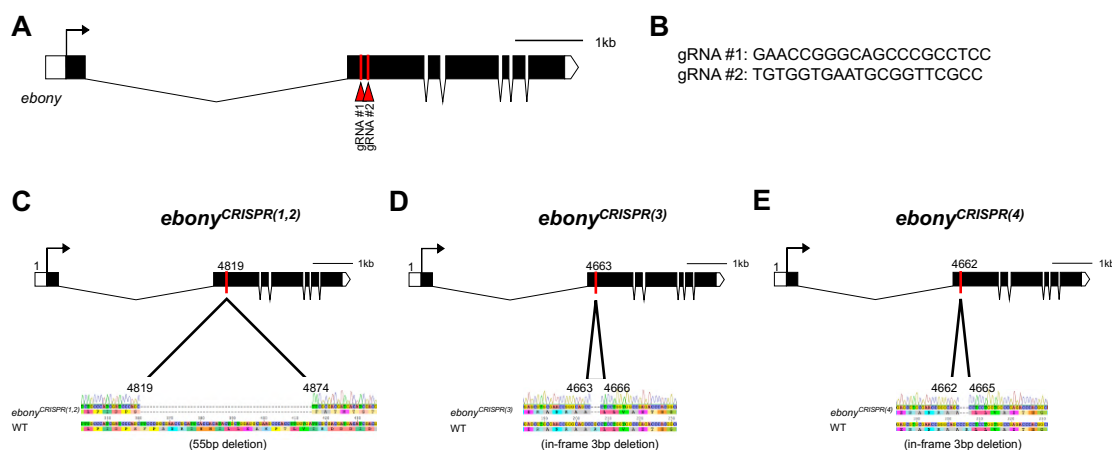 A
1kb
ebony
gRNA #1
gRNA #2
B
gRNA #1: GAACCGGGCAGCCCGCCTCC
gRNA #2: TGTGGTGAATGCGGTTCGCC
C
ebonyCRISPR(1,2)
1
4819
1kb
4819
4874
ebonyCRISPR(1,2)
WT
(55bp deletion)
D
ebonyCRISPR(3)
1
4663
1kb
4663
4666
ebonyCRISPR(3)
WT
(in-frame 3bp deletion)
E
ebonyCRISPR(4)
1
4662
1kb
4662
4665
ebonyCRISPR(4)
WT
(in-frame 3bp deletion)